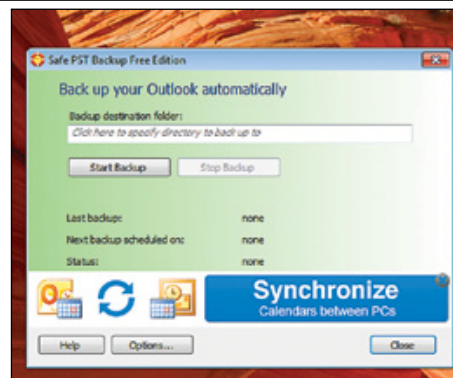 Safe PST Backup Free Edition
Back up your Outlook automatically
Backup destination folder:
Click here to specify directory to back up to
Start Backup Stop Backup
Last backup: none
Next backup scheduled on: none
Status: none
Synchronize
Calendars between PCs
Help Options... Close